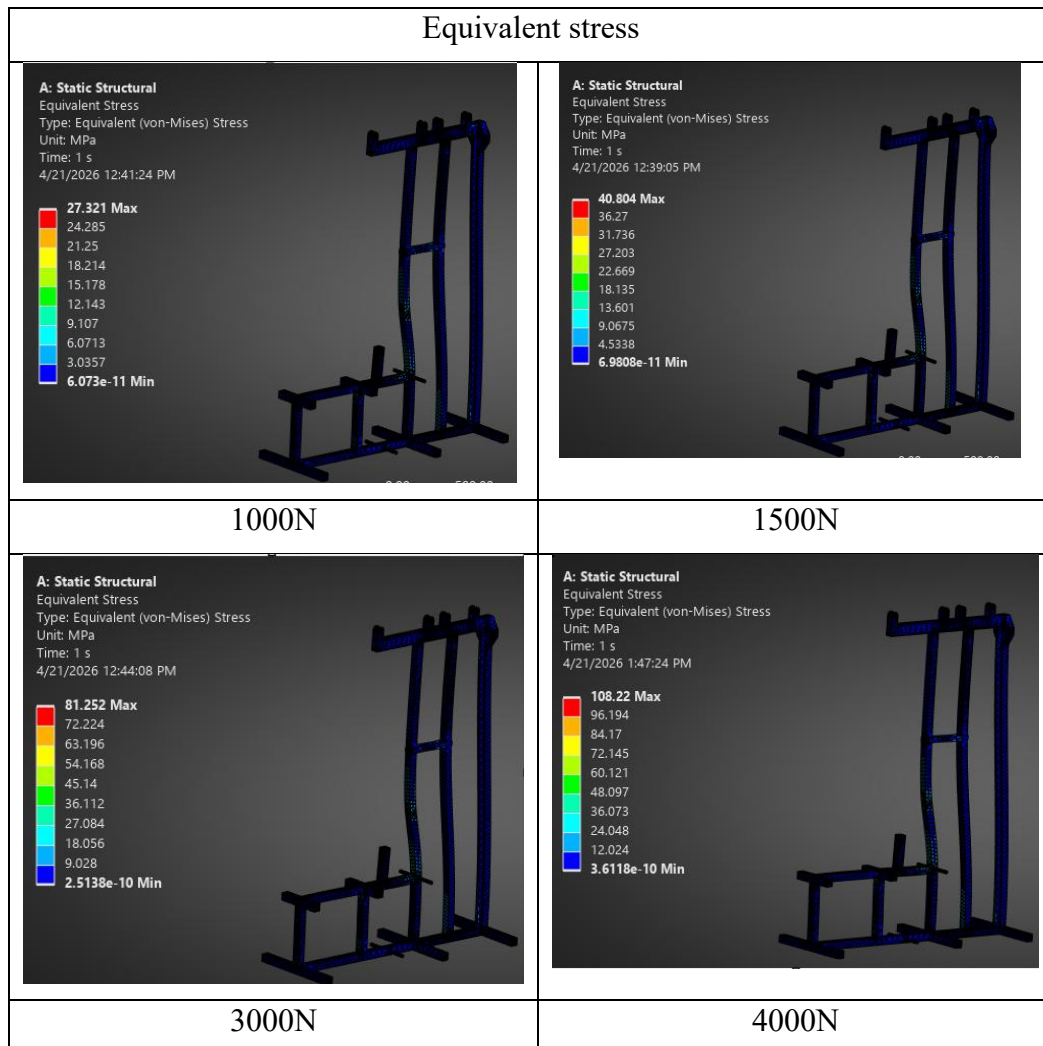 Equivalent stress
A: Static Structural
Equivalent Stress
Type: Equivalent (von-Mises) Stress
Unit: MPa
Time: 1 s
4/21/2026 12:41:24 PM
27.321 Max
24.285
21.25
18.214
15.178
12.143
9.107
6.0713
3.0357
6.073e-11 Min
A: Static Structural
Equivalent Stress
Type: Equivalent (von-Mises) Stress
Unit: MPa
Time: 1 s
4/21/2026 12:39:05 PM
40.804 Max
36.27
31.736
27.203
22.669
18.135
13.601
9.0675
4.5338
6.9808e-11 Min
1000N
1500N
A: Static Structural
Equivalent Stress
Type: Equivalent (von-Mises) Stress
Unit: MPa
Time: 1 s
4/21/2026 12:44:08 PM
81.252 Max
72.224
63.196
54.168
45.14
36.112
27.084
18.056
9.028
2.5138e-10 Min
A: Static Structural
Equivalent Stress
Type: Equivalent (von-Mises) Stress
Unit: MPa
Time: 1 s
4/21/2026 1:47:24 PM
108.22 Max
96.194
84.17
72.145
60.121
48.097
36.073
24.048
12.024
3.6118e-10 Min
3000N
4000N